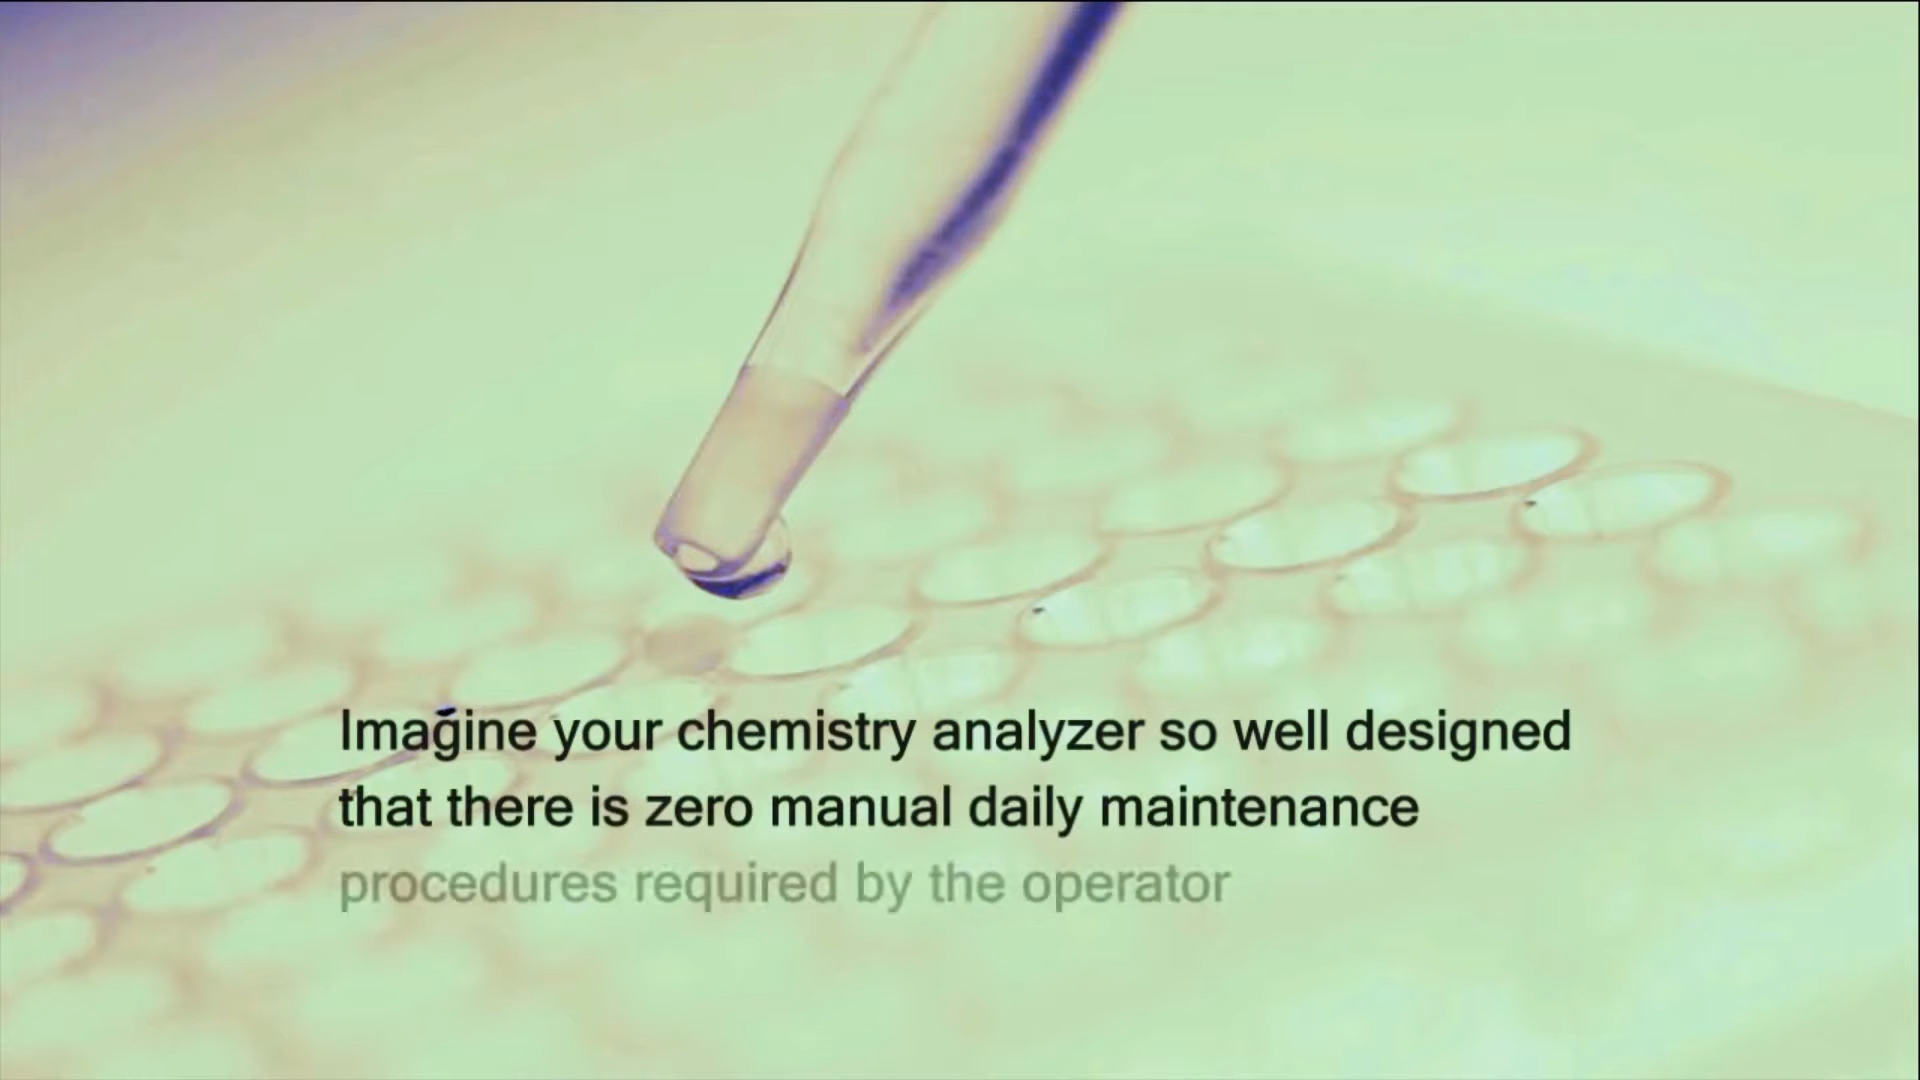 Imagine your chemistry analyzer so well designed
that there is zero manual daily maintenance
procedures required by the operator